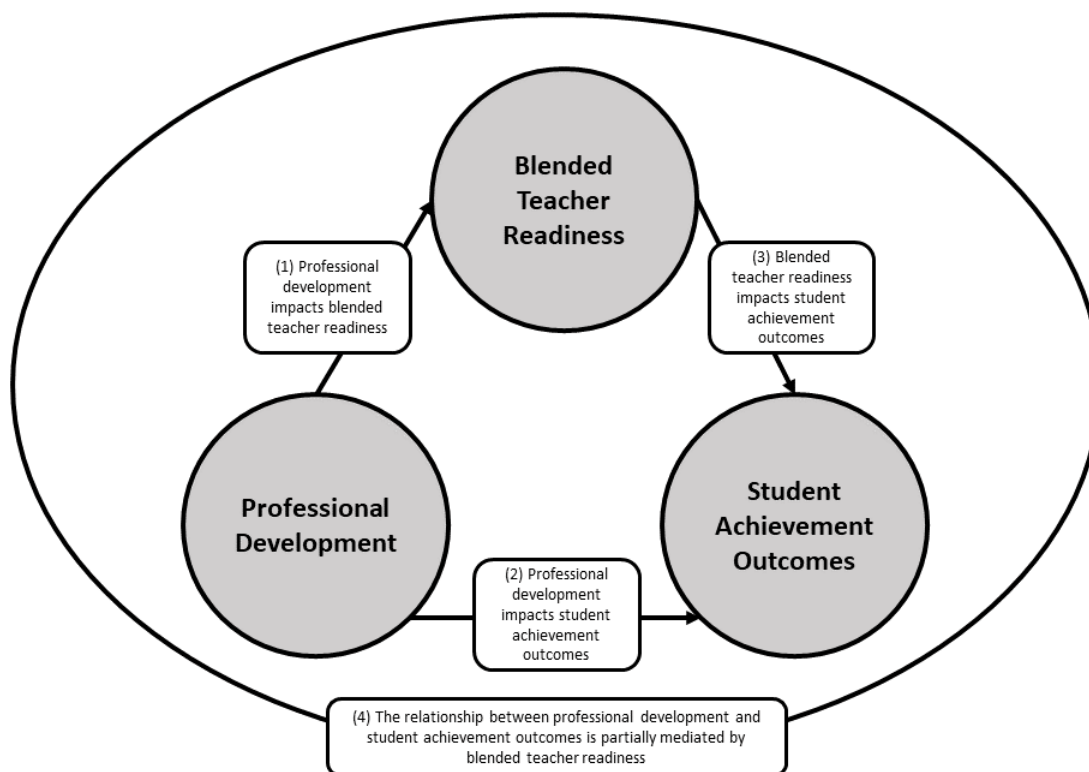 Blended
Teacher
Readiness
(1) Professional
development
impacts blended
teacher readiness
(3) Blended
teacher readiness
impacts student
achievement
outcomes
Professional
Development
Student
Achievement
Outcomes
(2) Professional
development
impacts student
achievement
outcomes
(4) The relationship between professional development and
student achievement outcomes is partially mediated by
blended teacher readiness